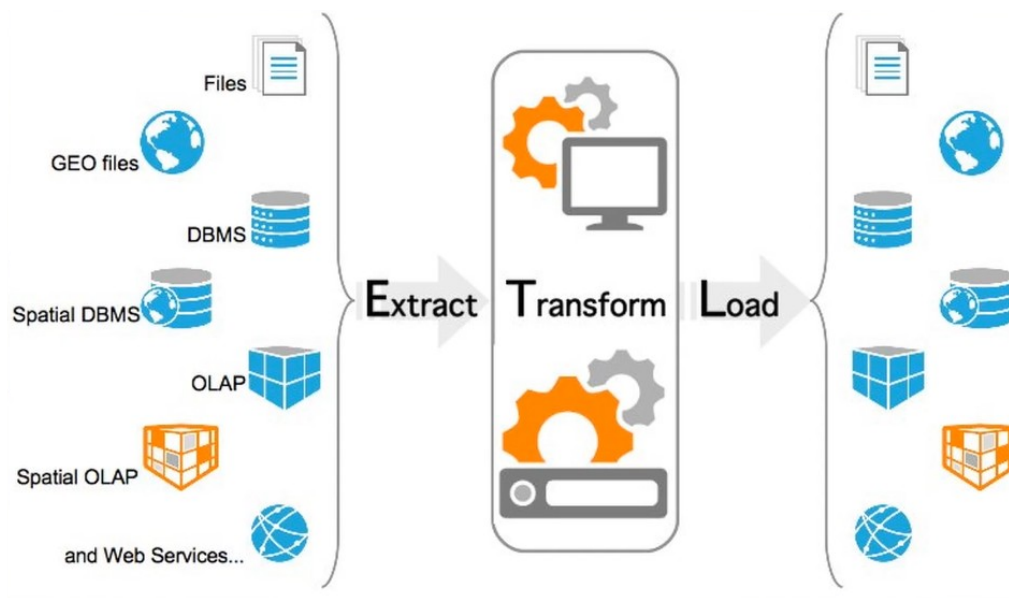 Files
GEO files
DBMS
Spatial DBMS
Extract Transform Load
OLAP
Spatial OLAP
and Web Services...